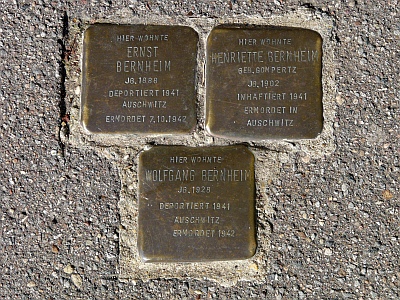 HIER WOHNTE
ERNST
BERNHEIM
JG. 1898
DEPORTIERT 1941
AUSCHWITZ
ERMORDET 7.10.1942
HIER WOHNTE
HENRIETTE BERNHEIM
GEB. GOMPERTZ
JG. 1902
INHAFTIERT 1941
ERMORDET IN
AUSCHWITZ
HIER WOHNTE
WOLFGANG BERNHEIM
JG. 1928
DEPORTIERT 1941
AUSCHWITZ
ERMORDET 1942